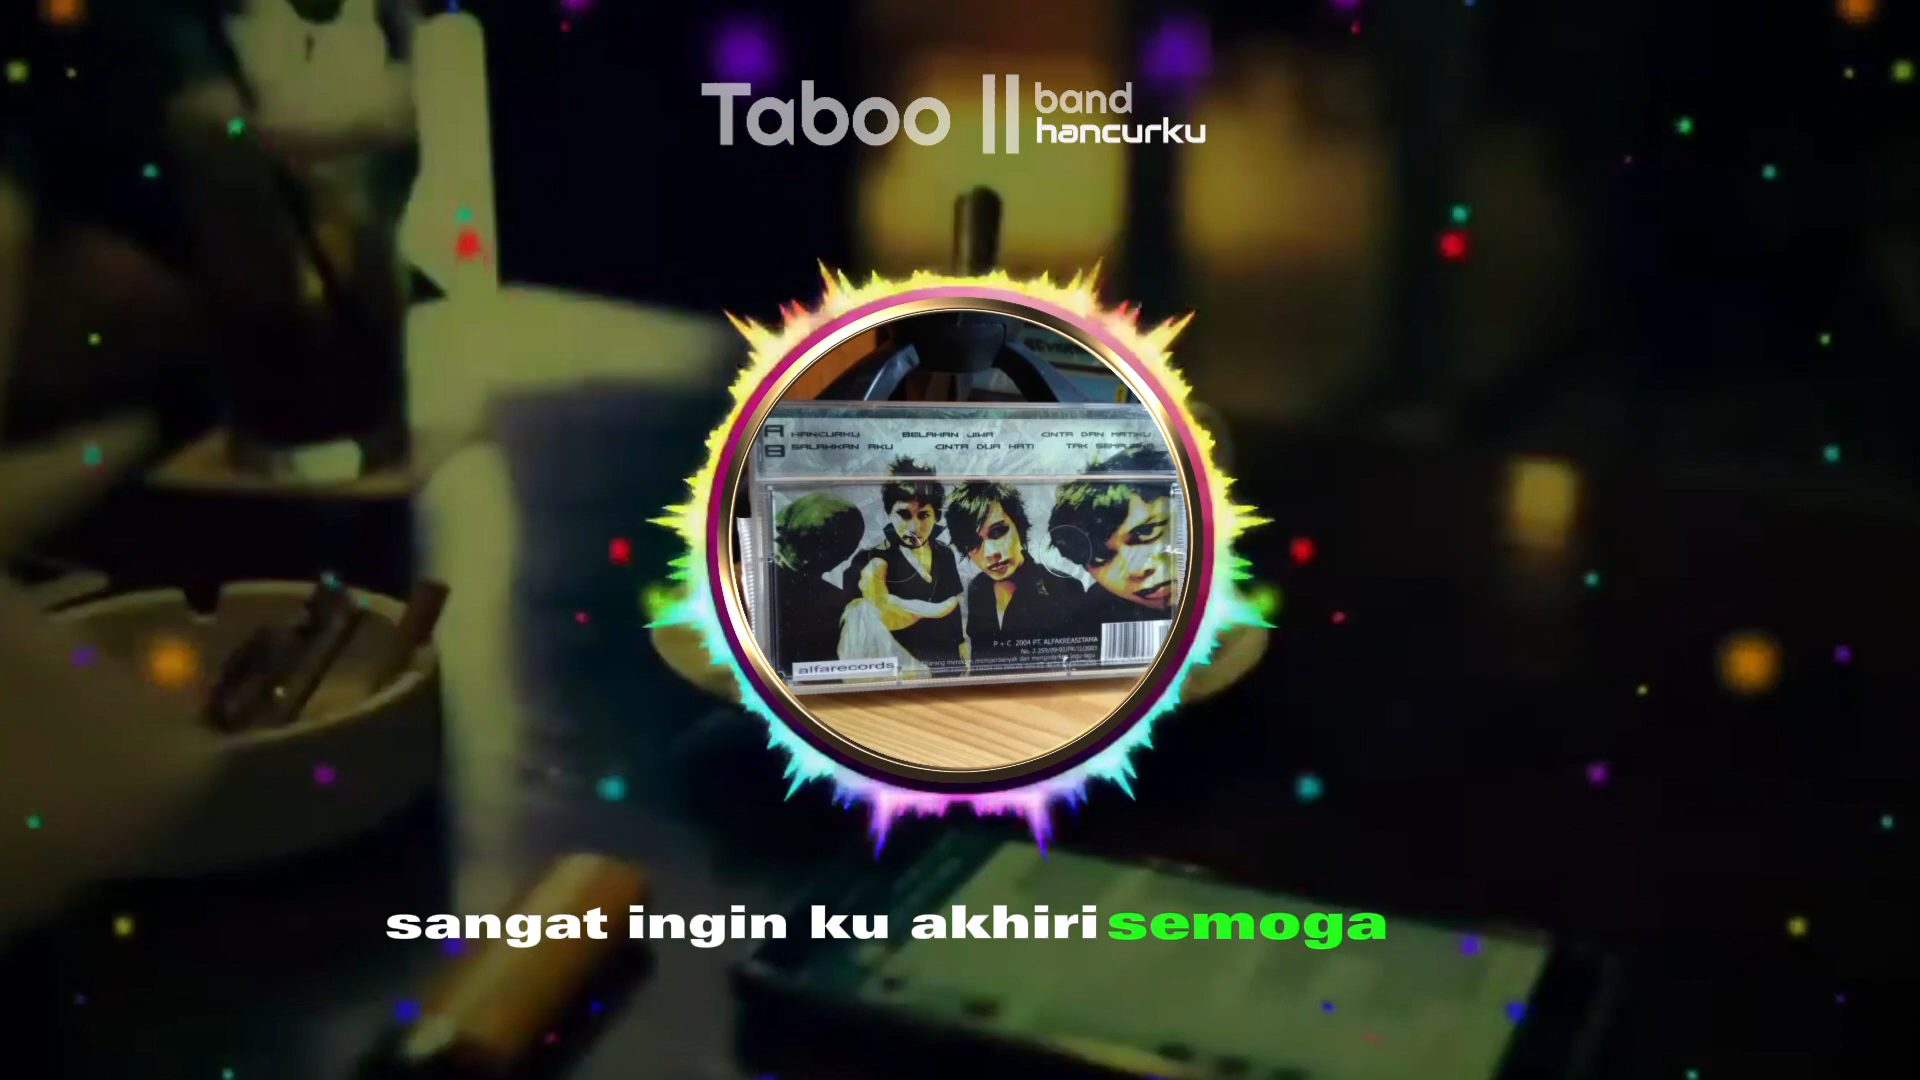 Taboo || band
hancurku
A HANCURKU BELAHAN JIWA CINTA DAN MATIKU
B SALAHKAN AKU CINTA DUA HATI TAK
P + C 2004 PT. ALFAKREASITAMA
alfarecords
sangat ingin ku akhiri semoga